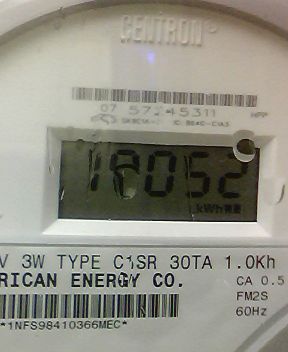 CENTRON
07 57245311
18052
kWh
V 3W TYPE C1SR 30TA 1.0Kh
RICAN ENERGY CO. CA 0.5
FM2S
*1NFS98410366MEC* 60Hz